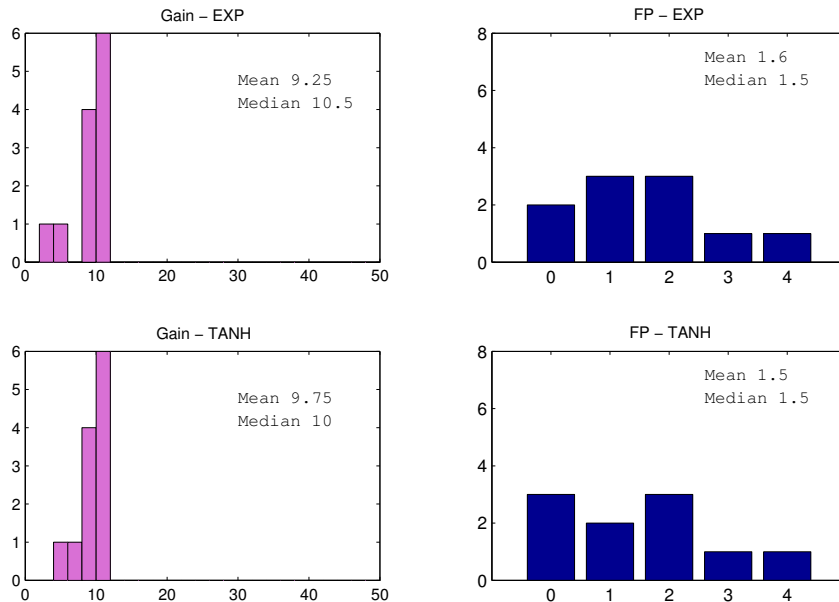 Gain – EXP
6
5
4
3
2
1
0
Mean 9.25
Median 10.5
0 10 20 30 40 50
FP – EXP
8
6
4
2
0
Mean 1.6
Median 1.5
0 1 2 3 4
Gain – TANH
6
5
4
3
2
1
0
Mean 9.75
Median 10
0 10 20 30 40 50
FP – TANH
8
6
4
2
0
Mean 1.5
Median 1.5
0 1 2 3 4